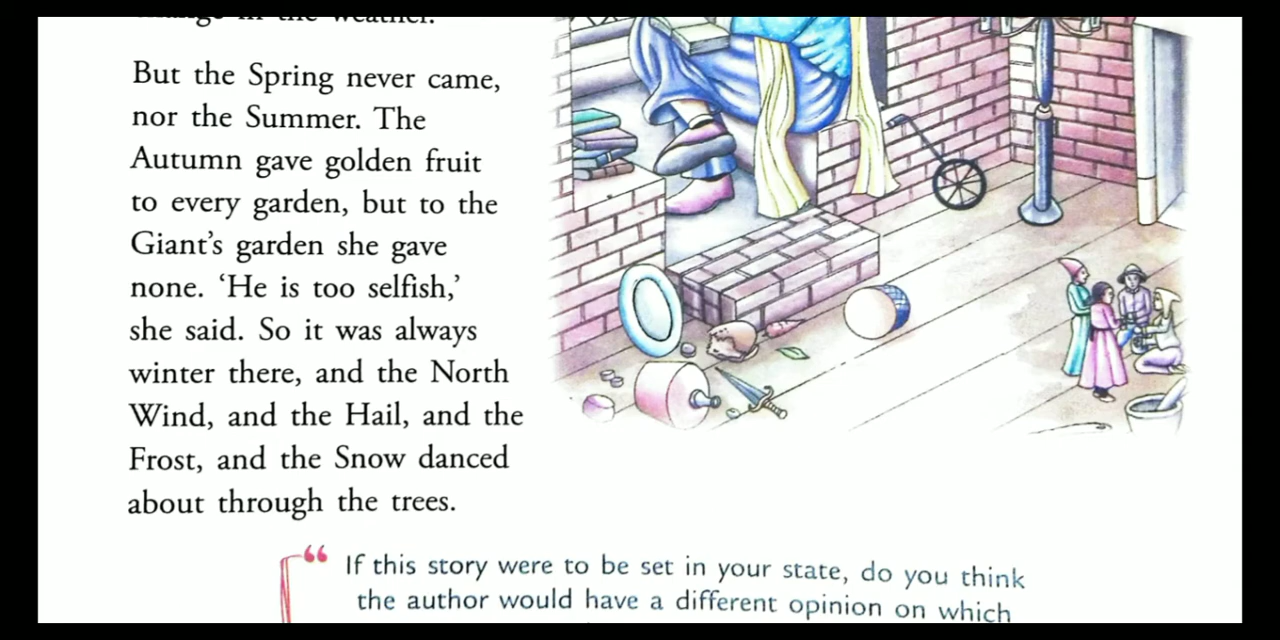 in the weather.
But the Spring never came,
nor the Summer. The
Autumn gave golden fruit
to every garden, but to the
Giant's garden she gave
none. 'He is too selfish,'
she said. So it was always
winter there, and the North
Wind, and the Hail, and the
Frost, and the Snow danced
about through the trees.
“ If this story were to be set in your state, do you think
the author would have a different opinion on which